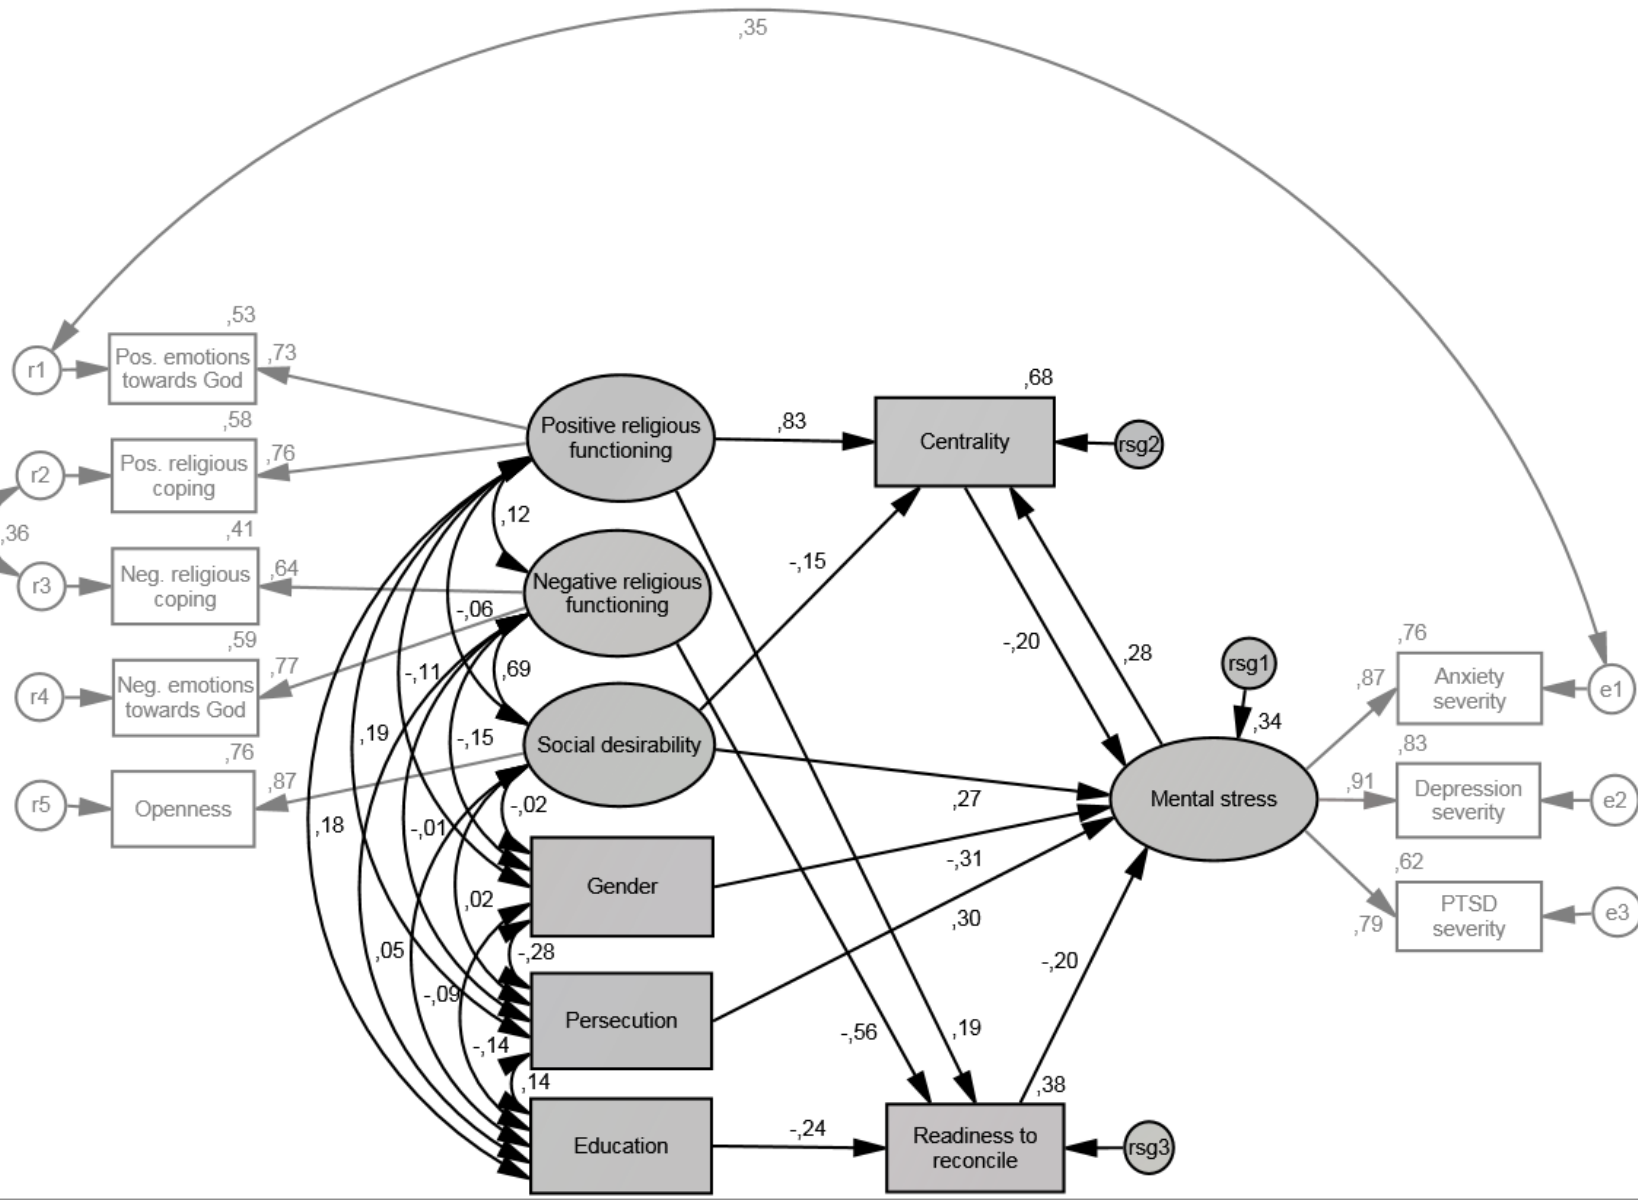 ,35
,53
r1
Pos. emotions
towards God
,73
,58
r2
Pos. religious
coping
,76
,36
,41
r3
Neg. religious
coping
,64
,59
r4
Neg. emotions
towards God
,77
,76
r5
Openness
,87
Positive religious
functioning
,12
Negative religious
functioning
-,06
,69
-,11
Social desirability
,19
-,15
-,02
,18
-,01
Gender
,02
,05
-,28
-,09
Persecution
-,14
,14
Education
,83
,68
Centrality
rsg2
-,15
-,20
,28
rsg1
,34
Mental stress
,27
-,31
,30
-,20
-,56
,19
,38
-,24
Readiness to
reconcile
rsg3
,76
,87
Anxiety
severity
e1
,83
,91
Depression
severity
e2
,62
,79
PTSD
severity
e3